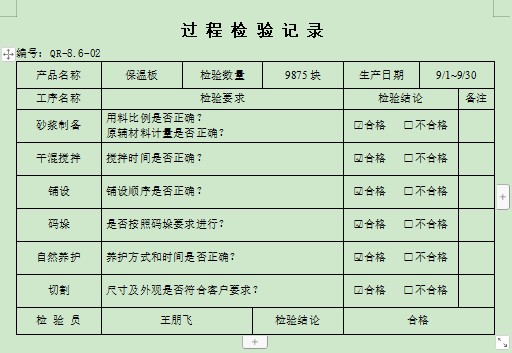 过 程 检 验 记 录
编号：QR-8.6-02
产品名称 保温板 检验数量 9875 块 生产日期 9/1~9/30
工序名称 检验要求 检验结论 备注
砂浆制备 用料比例是否正确？ ☑合格 □不合格
原辅材料计量是否正确？
干混搅拌 搅拌时间是否正确？ ☑合格 □不合格
铺设 铺设顺序是否正确？ ☑合格 □不合格
码垛 是否按照码垛要求进行？ ☑合格 □不合格
自然养护 养护方式和时间是否正确？ ☑合格 □不合格
切割 尺寸及外观是否符合客户要求？ ☑合格 □不合格
检 验 员 王朋飞 检验结论 合格